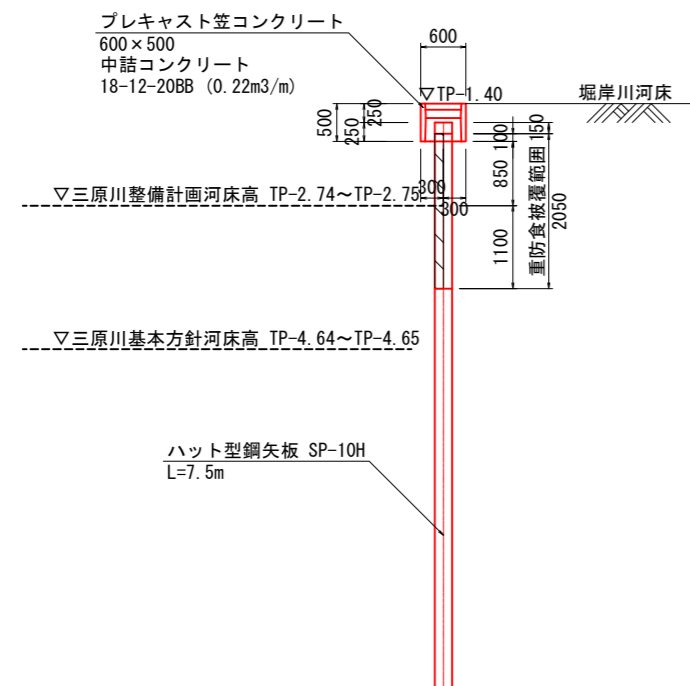 プレキャスト笠コンクリート
600×500
中詰コンクリート
18-12-20BB (0.22m3/m)
600
▽TP-1.40
堀岸川河床
500
250
250
100
150
850
重防食被覆範囲
2050
▽三原川整備計画河床高 TP-2.74~TP-2.75
300
300
1100
▽三原川基本方針河床高 TP-4.64~TP-4.65
ハット型鋼矢板 SP-10H
L=7.5m